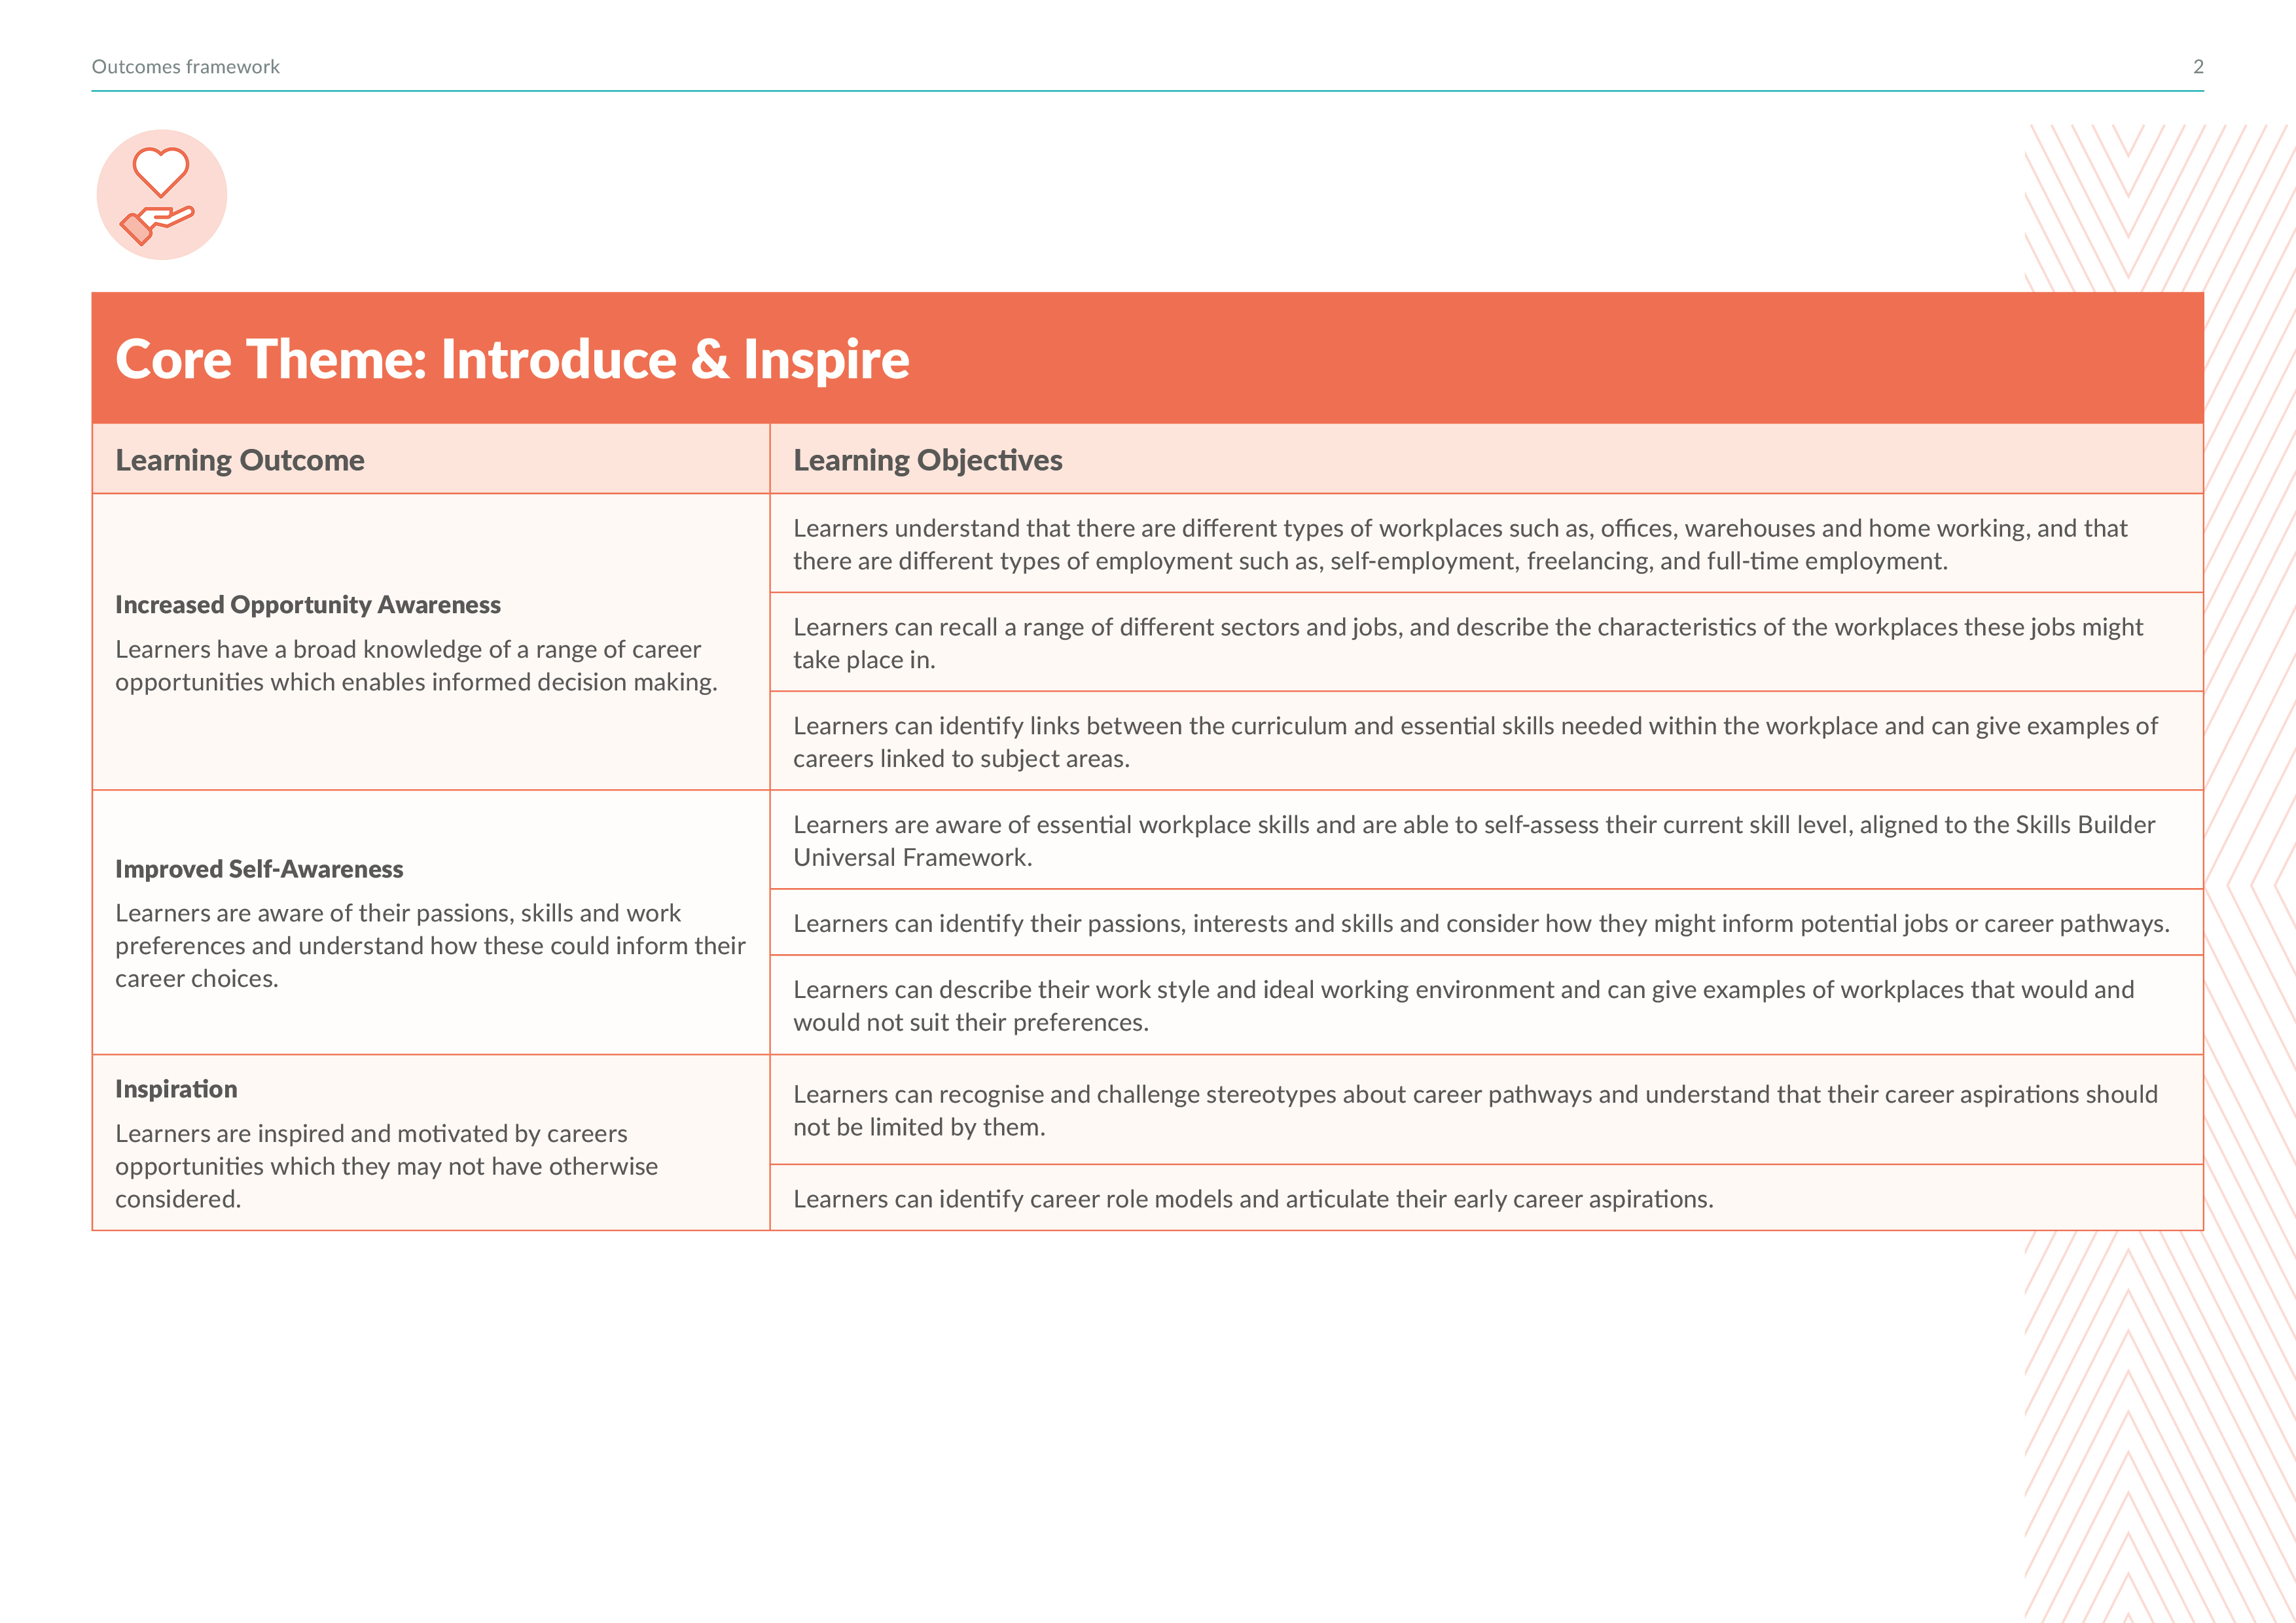 Outcomes framework
2
Core Theme: Introduce & Inspire
Learning Outcome
Learning Objectives
Increased Opportunity Awareness
Learners have a broad knowledge of a range of career
opportunities which enables informed decision making.
Learners understand that there are different types of workplaces such as, offices, warehouses and home working, and that
there are different types of employment such as, self-employment, freelancing, and full-time employment.
Learners can recall a range of different sectors and jobs, and describe the characteristics of the workplaces these jobs might
take place in.
Learners can identify links between the curriculum and essential skills needed within the workplace and can give examples of
careers linked to subject areas.
Improved Self-Awareness
Learners are aware of their passions, skills and work
preferences and understand how these could inform their
career choices.
Learners are aware of essential workplace skills and are able to self-assess their current skill level, aligned to the Skills Builder
Universal Framework.
Learners can identify their passions, interests and skills and consider how they might inform potential jobs or career pathways.
Learners can describe their work style and ideal working environment and can give examples of workplaces that would and
would not suit their preferences.
Inspiration
Learners are inspired and motivated by careers
opportunities which they may not have otherwise
considered.
Learners can recognise and challenge stereotypes about career pathways and understand that their career aspirations should
not be limited by them.
Learners can identify career role models and articulate their early career aspirations.